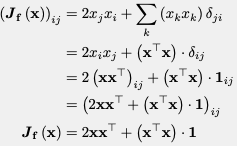 (J_f (x))_{ij} = 2x_j x_i + ∑_k (x_k x_k) δ_{ji}
= 2x_i x_j + (x^⊤x) · δ_{ij}
= 2 (xx^⊤)_{ij} + (x^⊤x) · 1_{ij}
= (2xx^⊤ + (x^⊤x) · 1)_{ij}
J_f (x) = 2xx^⊤ + (x^⊤x) · 1